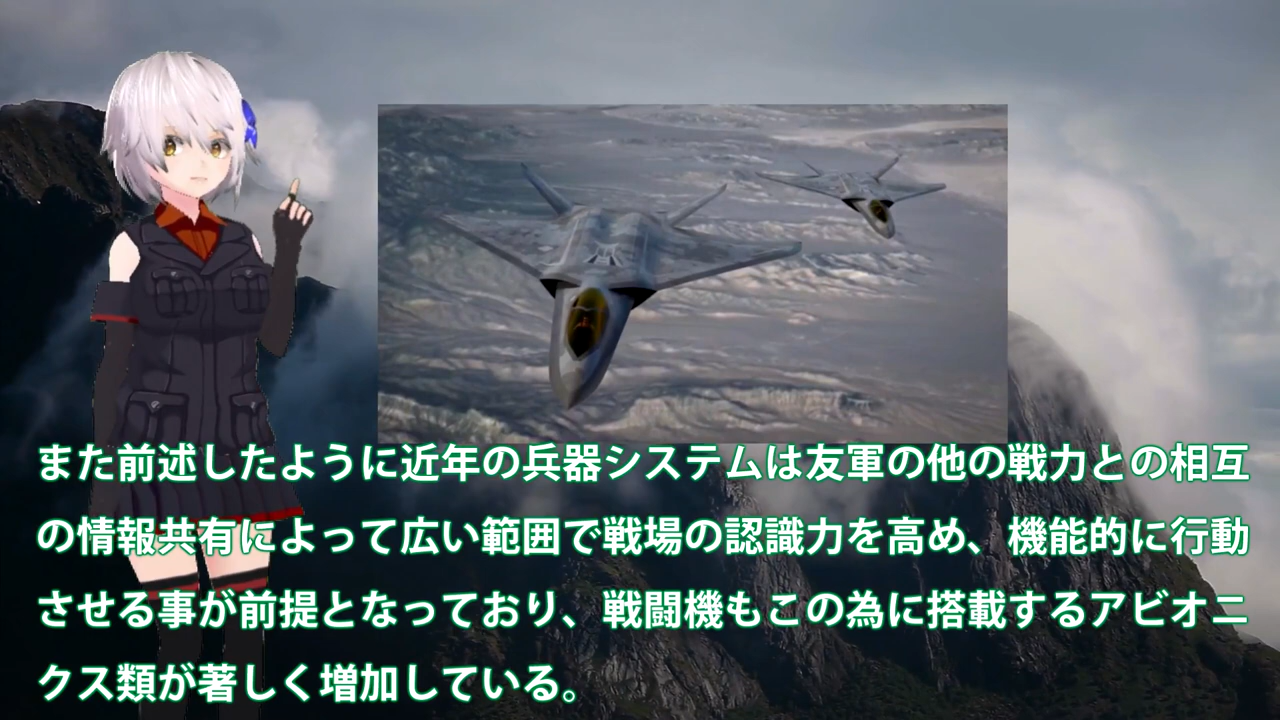 また前述したように近年の兵器システムは友軍の他の戦力との相互
の情報共有によって広い範囲で戦場の認識力を高め、機能的に行動
させる事が前提となっており、戦闘機もこの為に搭載するアビオニ
クス類が著しく増加している。